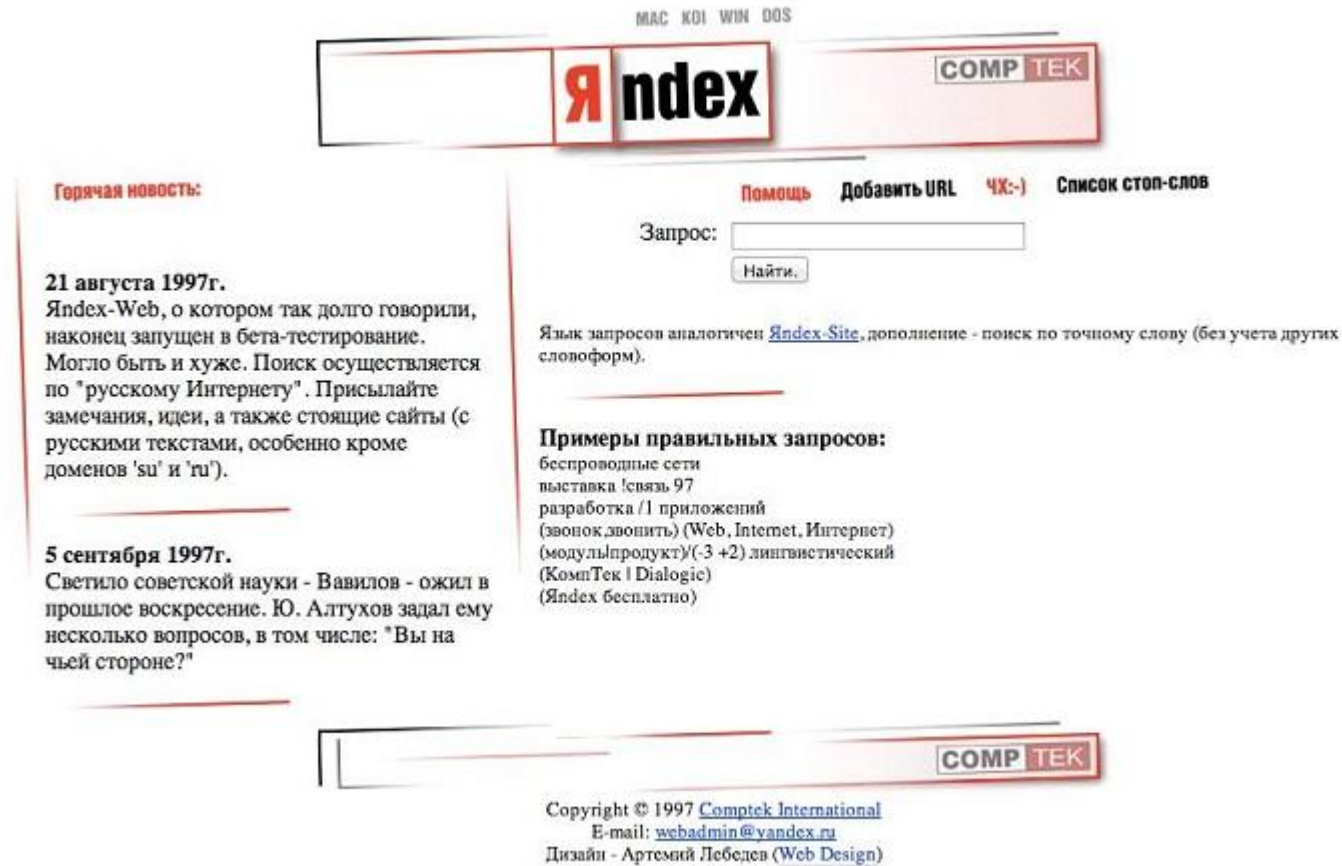 MAC KOI WIN DOS
Яndex
COMPTEK
Горячая новость:
21 августа 1997г.
Яndex-Web, о котором так долго говорили,
наконец запущен в бета-тестирование.
Могло быть и хуже. Поиск осуществляется
по "русскому Интернету". Присылайте
замечания, идеи, а также стоящие сайты (с
русскими текстами, особенно кроме
доменов 'su' и 'ru').
5 сентября 1997г.
Светило советской науки - Вавилов - ожил в
прошлое воскресение. Ю. Алтухов задал ему
несколько вопросов, в том числе: "Вы на
чьей стороне?"
Помощь Добавить URL ЧХ:-) Список стоп-слов
Запрос:
Найти.
Язык запросов аналогичен Яndex-Site, дополнение - поиск по точному слову (без учета других
словоформ).
Примеры правильных запросов:
беспроводные сети
выставка !связь 97
разработка /1 приложений
(звонок,звонить) (Web, Internet, Интернет)
(модуль|продукт)/(-3 +2) лингвистический
(КомпТек | Dialogic)
(Яndex бесплатно)
COMPTEK
Copyright © 1997 Comptek International
E-mail: webadmin@yandex.ru
Дизайн - Артемий Лебедев (Web Design)